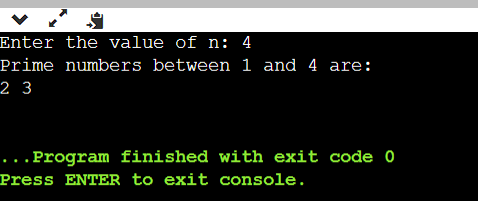 Enter the value of n: 4
Prime numbers between 1 and 4 are:
2 3
...Program finished with exit code 0
Press ENTER to exit console.